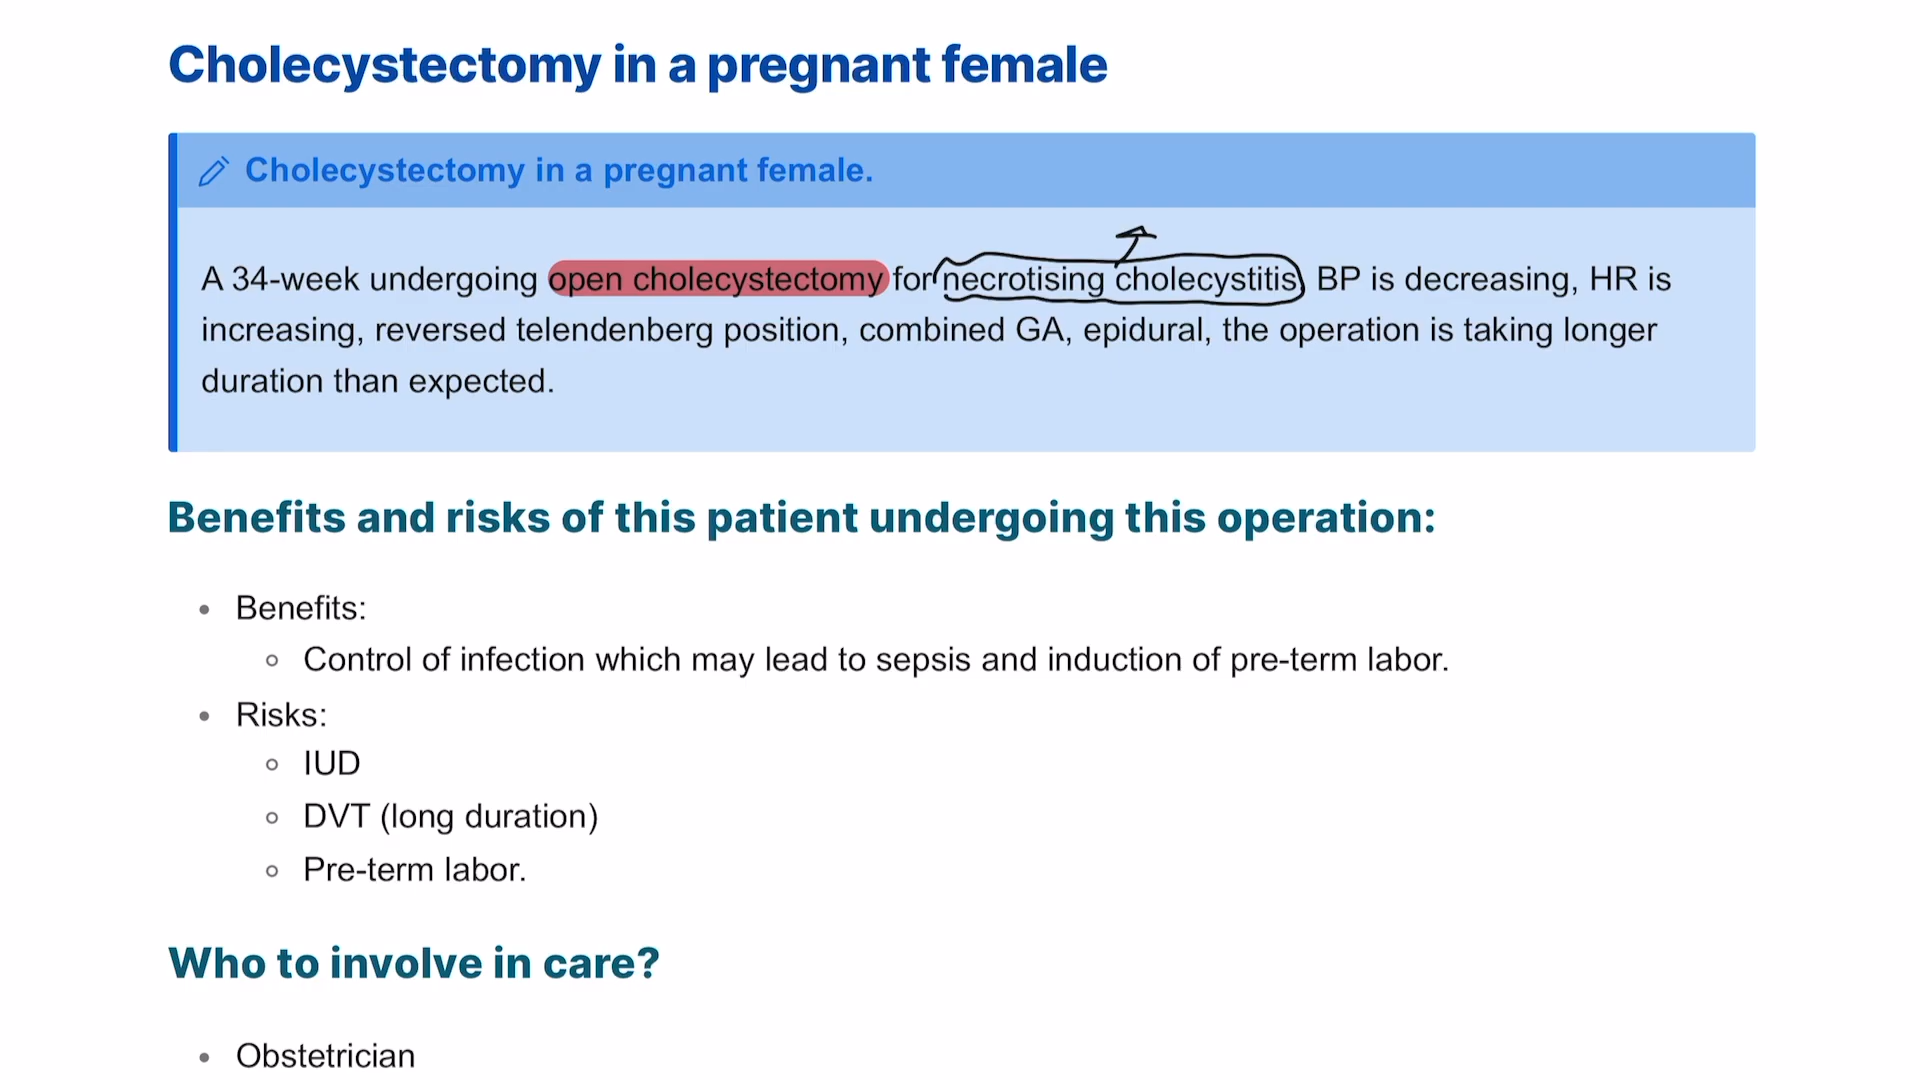 Cholecystectomy in a pregnant female
Cholecystectomy in a pregnant female.
A 34-week undergoing open cholecystectomy for necrotising cholecystitis, BP is decreasing, HR is
increasing, reversed telendenberg position, combined GA, epidural, the operation is taking longer
duration than expected.
Benefits and risks of this patient undergoing this operation:
Benefits:
Control of infection which may lead to sepsis and induction of pre-term labor.
Risks:
IUD
DVT (long duration)
Pre-term labor.
Who to involve in care?
Obstetrician